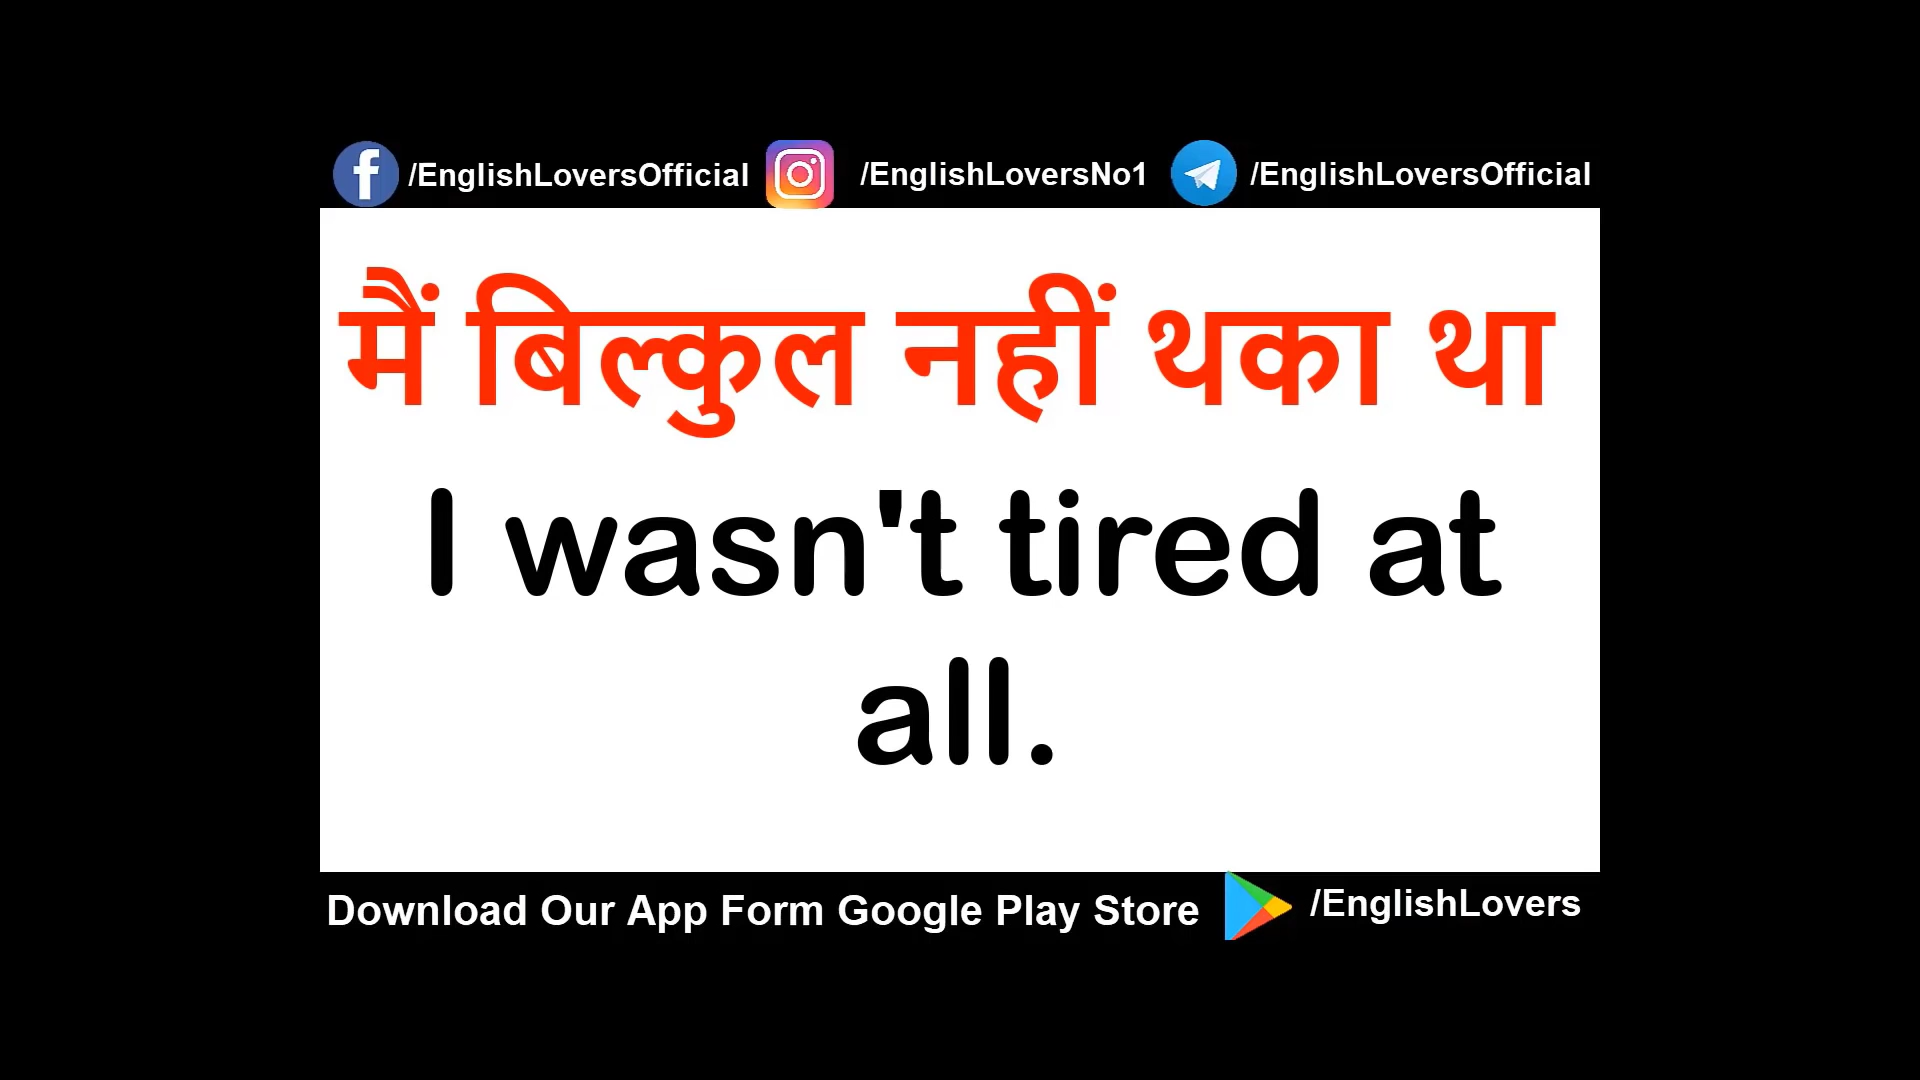 /EnglishLoversOfficial /EnglishLoversNo1 /EnglishLoversOfficial
मैं बिल्कुल नहीं थका था
I wasn't tired at
all.
Download Our App Form Google Play Store /EnglishLovers